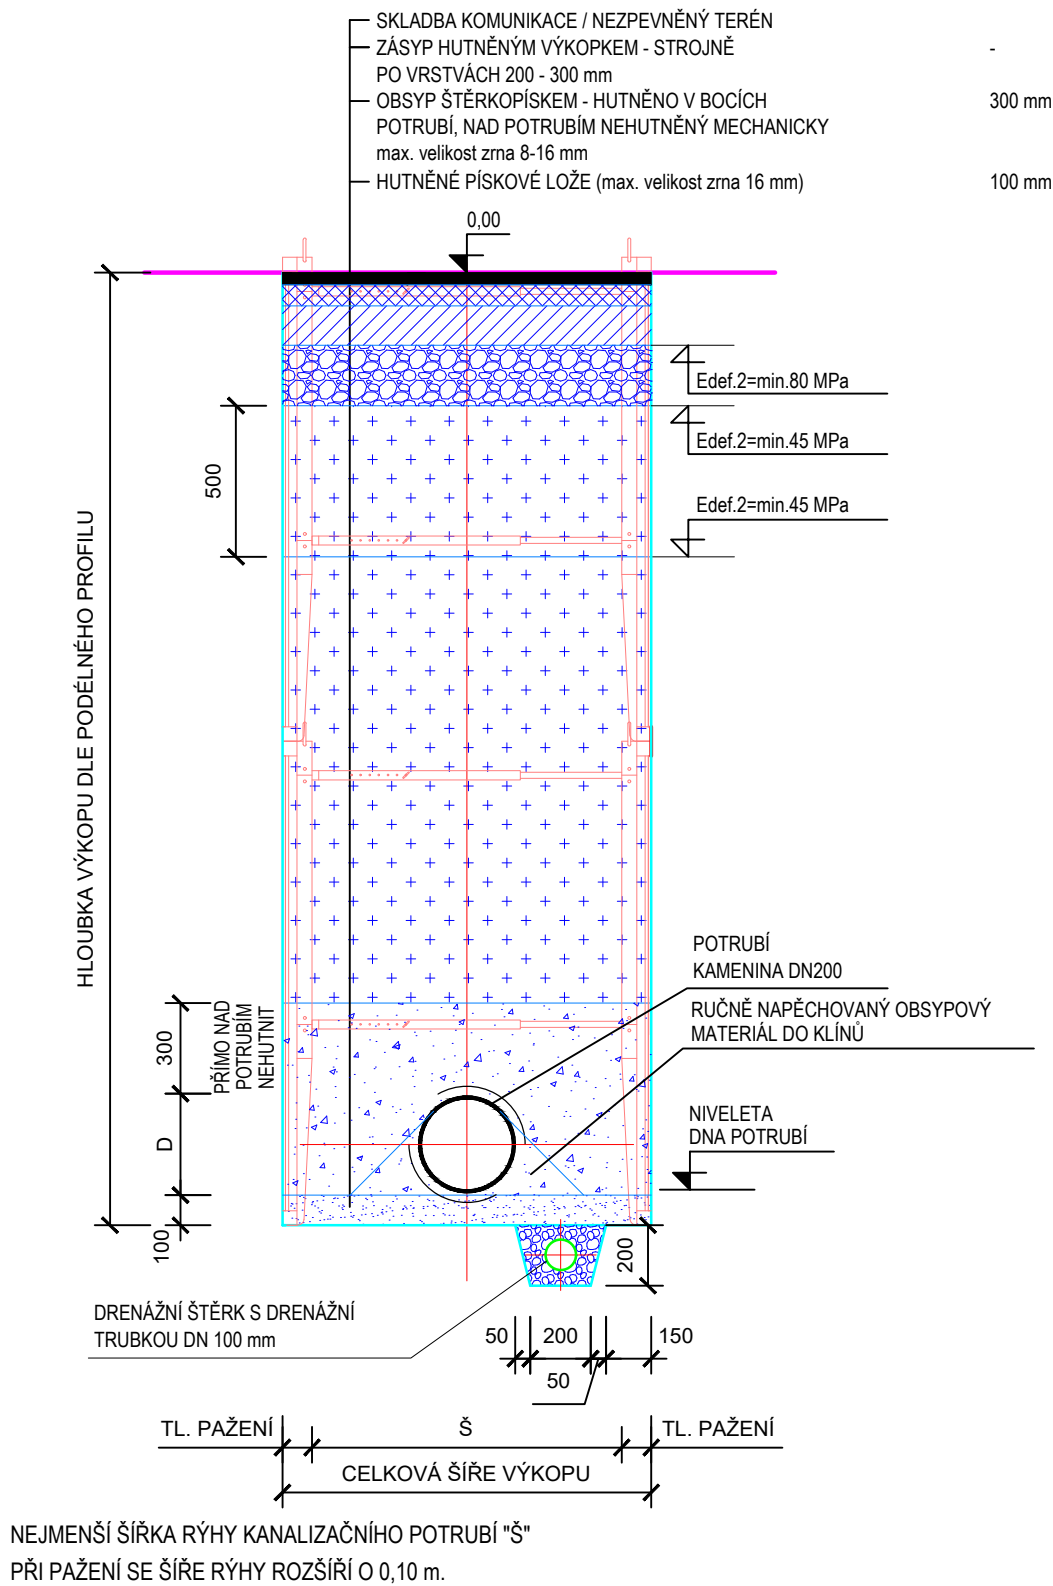 SKLADBA KOMUNIKACE / NEZPEVNĚNÝ TERÉN
ZÁSYP HUTNĚNÝM VÝKOPKEM - STROJNĚ -
PO VRSTVÁCH 200 - 300 mm
OBSYP ŠTĚRKOPÍSKEM - HUTNĚNO V BOCÍCH 300 mm
POTRUBÍ, NAD POTRUBÍM NEHUTNĚNÝ MECHANICKY
max. velikost zrna 8-16 mm
HUTNĚNÉ PÍSKOVÉ LOŽE (max. velikost zrna 16 mm) 100 mm
0,00
Edef.2=min.80 MPa
Edef.2=min.45 MPa
Edef.2=min.45 MPa
500
HLOUBKA VÝKOPU DLE PODÉLNÉHO PROFILU
POTRUBÍ
KAMENINA DN200
RUČNĚ NAPĚCHOVANÝ OBSYPOVÝ
MATERIÁL DO KLÍNŮ
300
PŘÍMO NAD
POTRUBÍM
NEHUTNIT
D
NIVELETA
DNA POTRUBÍ
100
200
DRENÁŽNÍ ŠTĚRK S DRENÁŽNÍ
TRUBKOU DN 100 mm
50 200 150
50
TL. PAŽENÍ Š TL. PAŽENÍ
CELKOVÁ ŠÍŘE VÝKOPU
NEJMENŠÍ ŠÍŘKA RÝHY KANALIZAČNÍHO POTRUBÍ "Š"
PŘI PAŽENÍ SE ŠÍŘE RÝHY ROZŠÍŘÍ O 0,10 m.